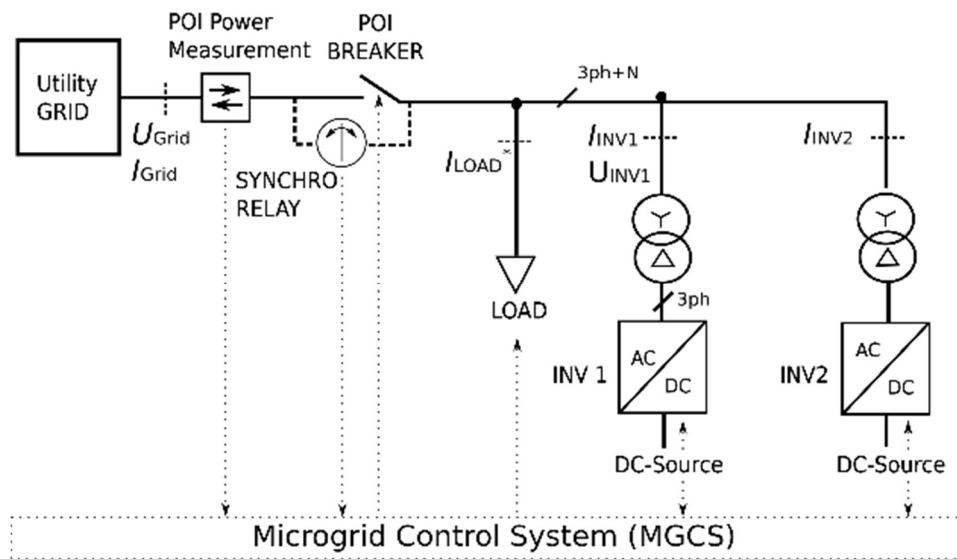 POI Power
Measurement
POI
BREAKER
Utility
GRID
3ph+N
UGrid
IGrid
SYNCHRO
RELAY
ILOAD*
IINV1
UINV1
IINV2
3ph
LOAD
INV 1
AC
DC
INV2
AC
DC
DC-Source
DC-Source
Microgrid Control System (MGCS)